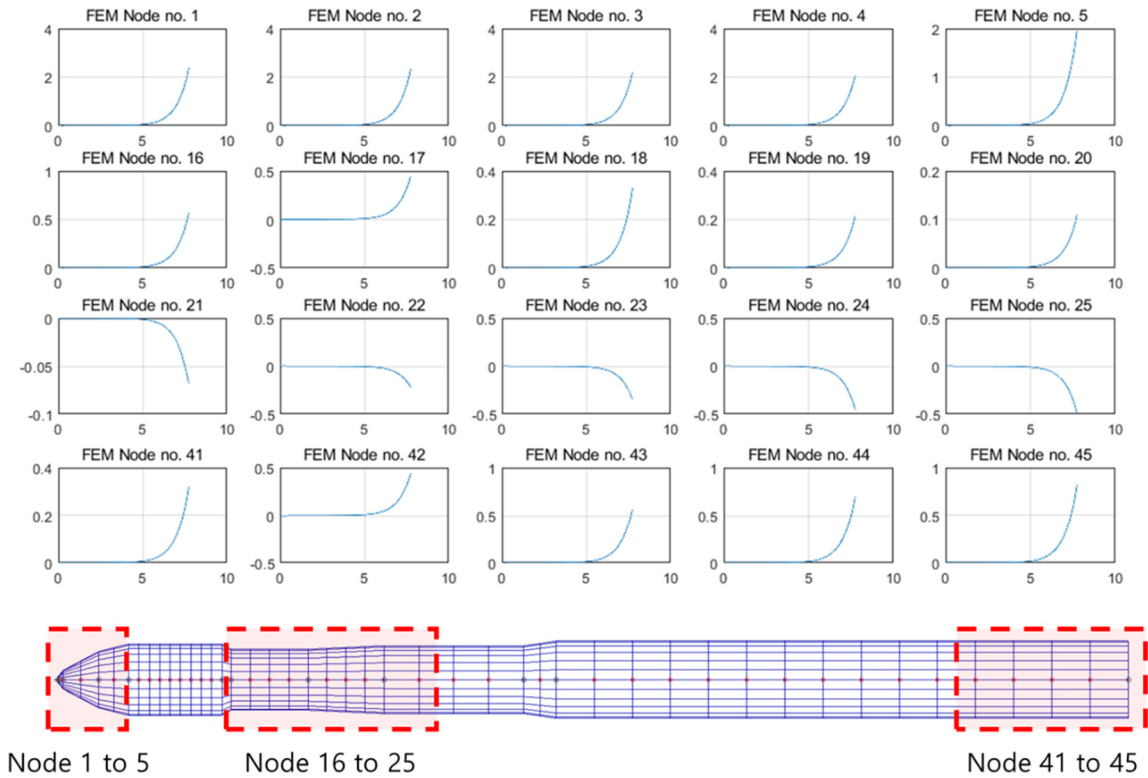 FEM Node no. 1 FEM Node no. 2 FEM Node no. 3 FEM Node no. 4 FEM Node no. 5
4 4 4 4 2
2 2 2 2 1
0 0 0 0 0
0 5 10 0 5 10 0 5 10 0 5 10 0 5 10
FEM Node no. 16 FEM Node no. 17 FEM Node no. 18 FEM Node no. 19 FEM Node no. 20
1 0.5 0.4 0.4 0.2
0.5 0 0.2 0.2 0.1
0 -0.5 0 0 0
0 5 10 0 5 10 0 5 10 0 5 10 0 5 10
FEM Node no. 21 FEM Node no. 22 FEM Node no. 23 FEM Node no. 24 FEM Node no. 25
0 0.5 0.5 0.5 0.5
-0.05 0 0 0 0
-0.1 -0.5 -0.5 -0.5 -0.5
0 5 10 0 5 10 0 5 10 0 5 10 0 5 10
FEM Node no. 41 FEM Node no. 42 FEM Node no. 43 FEM Node no. 44 FEM Node no. 45
0.4 0.5 1 1 1
0.2 0 0.5 0.5 0.5
0 -0.5 0 0 0
0 5 10 0 5 10 0 5 10 0 5 10 0 5 10
Node 1 to 5 Node 16 to 25 Node 41 to 45